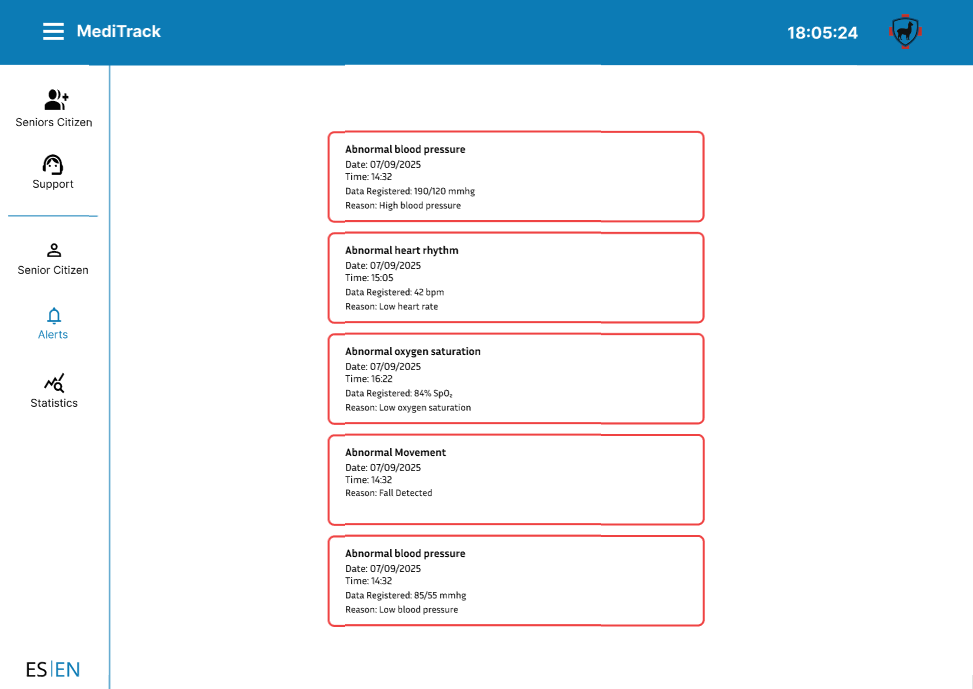 MediTrack
18:05:24
Seniors Citizen
Support
Senior Citizen
Alerts
Statistics
ES|EN
Abnormal blood pressure
Date: 07/09/2025
Time: 14:32
Data Registered: 190/120 mmhg
Reason: High blood pressure
Abnormal heart rhythm
Date: 07/09/2025
Time: 15:05
Data Registered: 42 bpm
Reason: Low heart rate
Abnormal oxygen saturation
Date: 07/09/2025
Time: 16:22
Data Registered: 84% SpO₂
Reason: Low oxygen saturation
Abnormal Movement
Date: 07/09/2025
Time: 14:32
Reason: Fall Detected
Abnormal blood pressure
Date: 07/09/2025
Time: 14:32
Data Registered: 85/55 mmhg
Reason: Low blood pressure